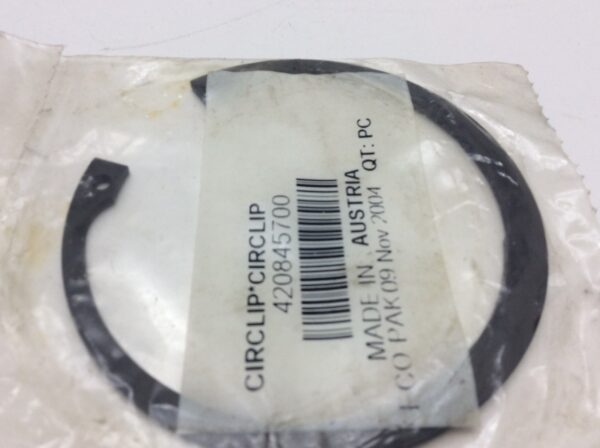 CIRCLIP*CIRCLIP
420845700
MADE IN AUSTRIA QT: PC
CO PAK 09 Nov 2004